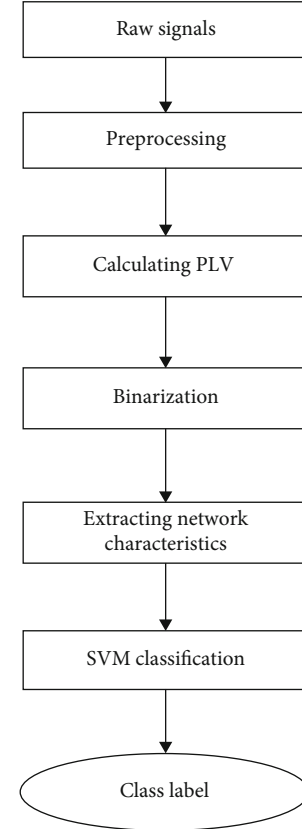 Raw signals
Preprocessing
Calculating PLV
Binarization
Extracting network
characteristics
SVM classification
Class label